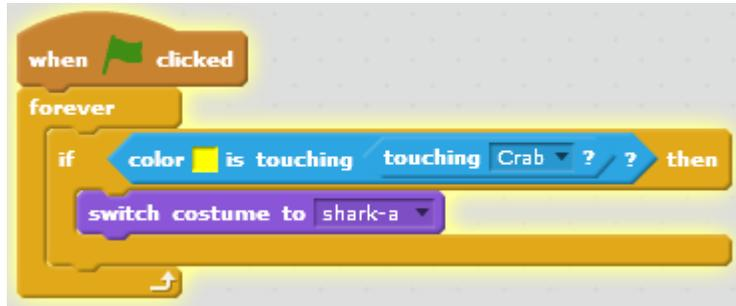 when clicked
forever
if color is touching touching Crab ? ? then
switch costume to shark-a